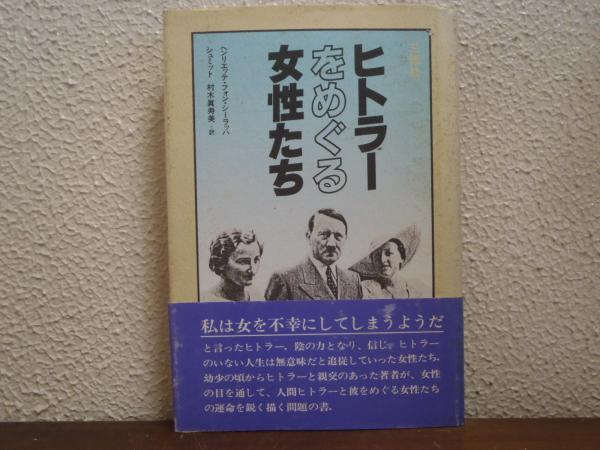 ヒトラー
をめぐる
女性たち
ヘンリエッテ・フォン・シーラッハ
シュミット 村木眞寿美・訳
私は女を不幸にしてしまうようだ
と言ったヒトラー．陰の力となり、信じ、ヒトラー
のいない人生は無意味だと追従していった女性たち．
幼少の頃からヒトラーと親交のあった著者が、女性
の目を通して、人間ヒトラーと彼をめぐる女性たち
の運命を鋭く描く問題の書．